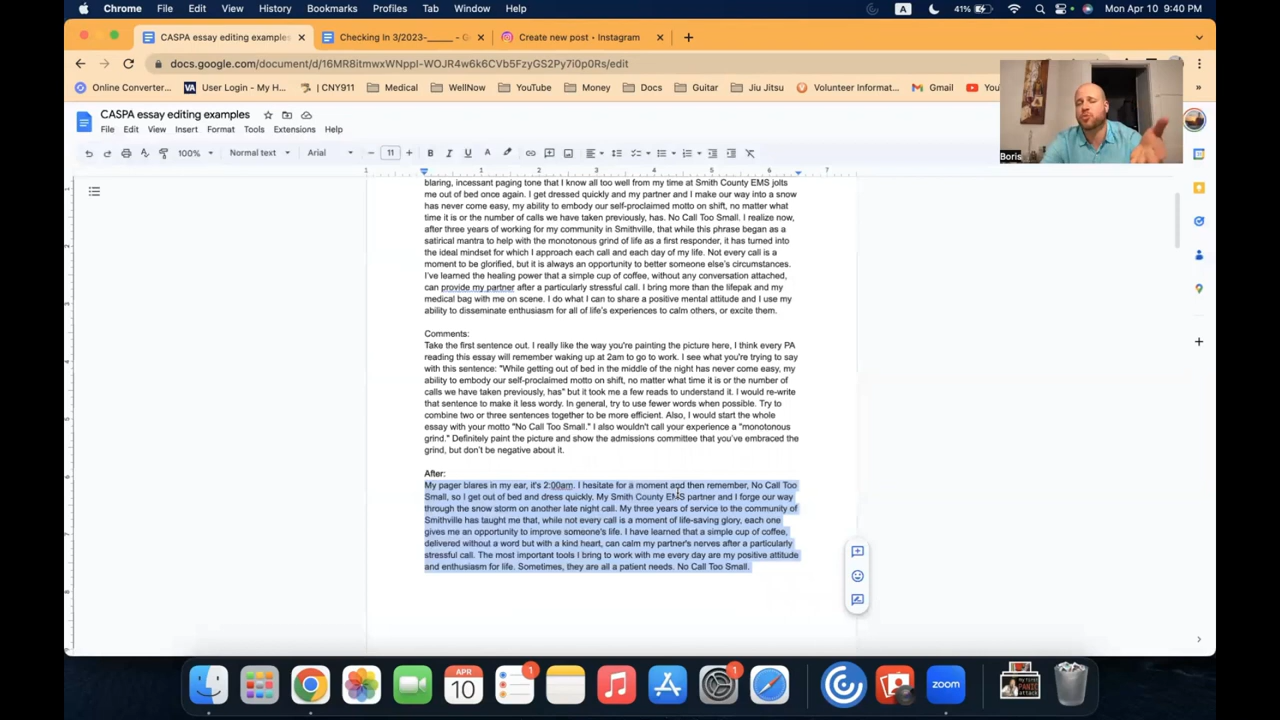 Chrome File Edit View History Bookmarks Profiles Tab Window Help A 41% Mon Apr 10 9:40 PM
CASPA essay editing examples Checking In 3/2023-______ - G Create new post - Instagram
docs.google.com/document/d/16MR8itmwxWNppI-WOJR4w6k6CVb5FzyGS2Py7i0p0Rs/edit
Online Converter... User Login - My H... | CNY911 Medical WellNow YouTube Money Docs Guitar Jiu Jitsu Volunteer Informat... Gmail You
CASPA essay editing examples
File Edit View Insert Format Tools Extensions Help
100% Normal text Arial 11
Boris
blaring, incessant paging tone that I know all too well from my time at Smith County EMS jolts
me out of bed once again. I get dressed quickly and my partner and I make our way into a snow
has never come easy, my ability to embody our self-proclaimed motto on shift, no matter what
time it is or the number of calls we have taken previously, has. No Call Too Small. I realize now,
after three years of working for my community in Smithville, that while this phrase began as a
satirical mantra to help with the monotonous grind of life as a first responder, it has turned into
the ideal mindset for which I approach each call and each day of my life. Not every call is a
moment to be glorified, but it is always an opportunity to better someone else's circumstances.
I've learned the healing power that a simple cup of coffee, without any conversation attached,
can provide my partner after a particularly stressful call. I bring more than the lifepak and my
medical bag with me on scene. I do what I can to share a positive mental attitude and I use my
ability to disseminate enthusiasm for all of life's experiences to calm others, or excite them.
Comments:
Take the first sentence out. I really like the way you're painting the picture here, I think every PA
reading this essay will remember waking up at 2am to go to work. I see what you're trying to say
with this sentence: "While getting out of bed in the middle of the night has never come easy, my
ability to embody our self-proclaimed motto on shift, no matter what time it is or the number of
calls we have taken previously, has" but it took me a few reads to understand it. I would re-write
that sentence to make it less wordy. In general, try to use fewer words when possible. Try to
combine two or three sentences together to be more efficient. Also, I would start the whole
essay with your motto "No Call Too Small." I also wouldn't call your experience a "monotonous
grind." Definitely paint the picture and show the admissions committee that you've embraced the
grind, but don't be negative about it.
After:
My pager blares in my ear, it's 2:00am. I hesitate for a moment and then remember, No Call Too
Small, so I get out of bed and dress quickly. My Smith County EMS partner and I forge our way
through the snow storm on another late night call. My three years of service to the community of
Smithville has taught me that, while not every call is a moment of life-saving glory, each one
gives me an opportunity to improve someone's life. I have learned that a simple cup of coffee,
delivered without a word but with a kind heart, can calm my partner's nerves after a particularly
stressful call. The most important tools I bring to work with me every day are my positive attitude
and enthusiasm for life. Sometimes, they are all a patient needs. No Call Too Small.
APR
10
1
1
zoom